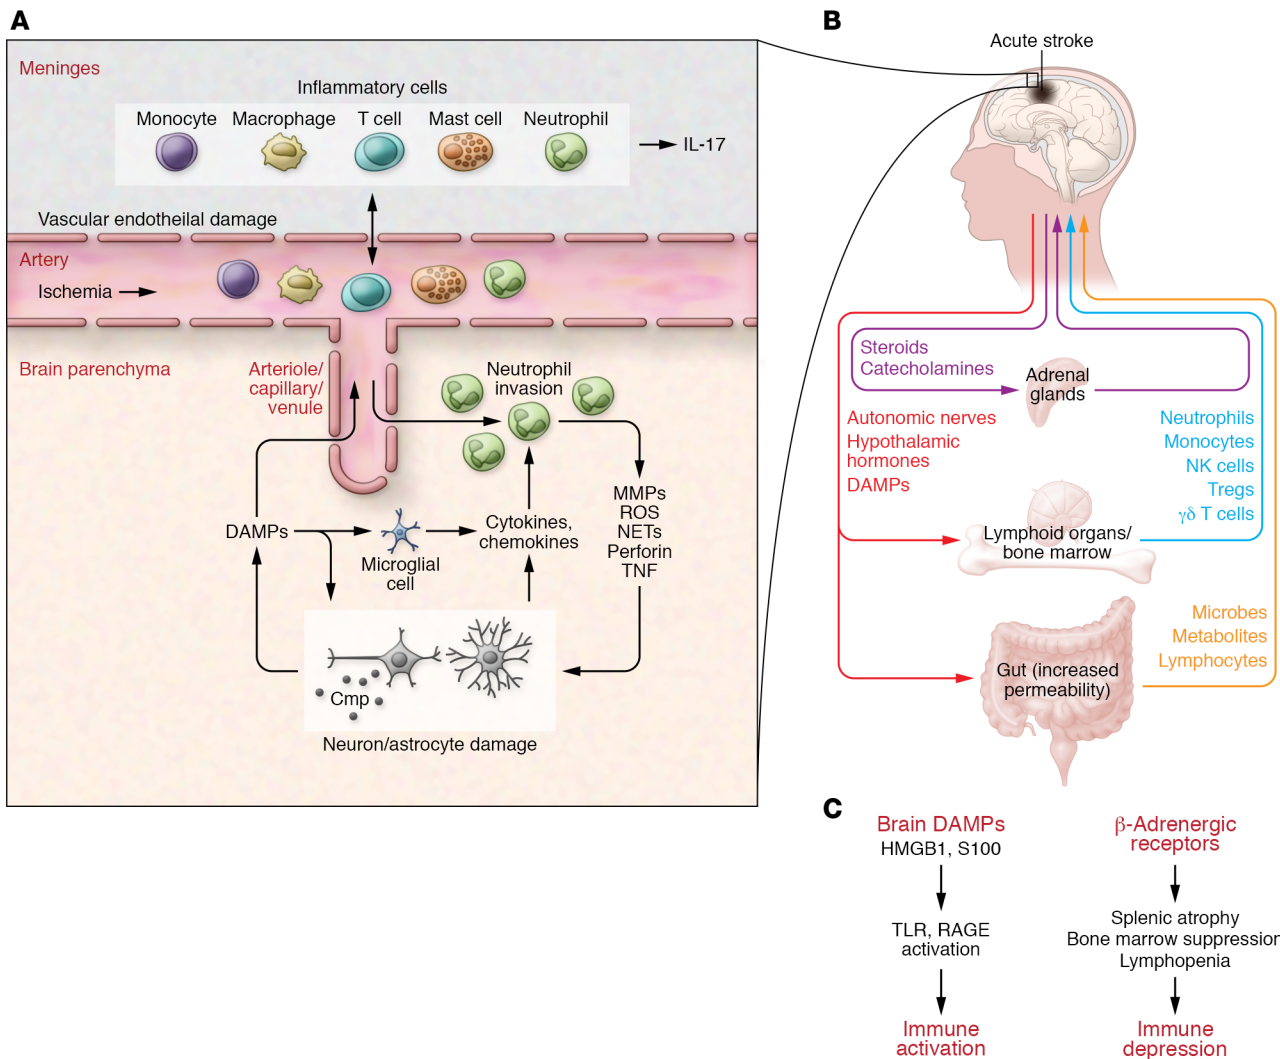 A
Meninges
Inflammatory cells
Monocyte
Macrophage
T cell
Mast cell
Neutrophil
IL-17
Vascular endotheilal damage
Artery
Ischemia
Brain parenchyma
Arteriole/
capillary/
venule
Neutrophil
invasion
MMPs
ROS
NETs
Perforin
TNF
DAMPs
Microglial
cell
Cytokines,
chemokines
Cmp
Neuron/astrocyte damage
B
Acute stroke
Steroids
Catecholamines
Adrenal
glands
Autonomic nerves
Hypothalamic
hormones
DAMPs
Neutrophils
Monocytes
NK cells
Tregs
γδ T cells
Lymphoid organs/
bone marrow
Microbes
Metabolites
Lymphocytes
Gut (increased
permeability)
C
Brain DAMPs
HMGB1, S100
TLR, RAGE
activation
Immune
activation
β-Adrenergic
receptors
Splenic atrophy
Bone marrow suppression
Lymphopenia
Immune
depression